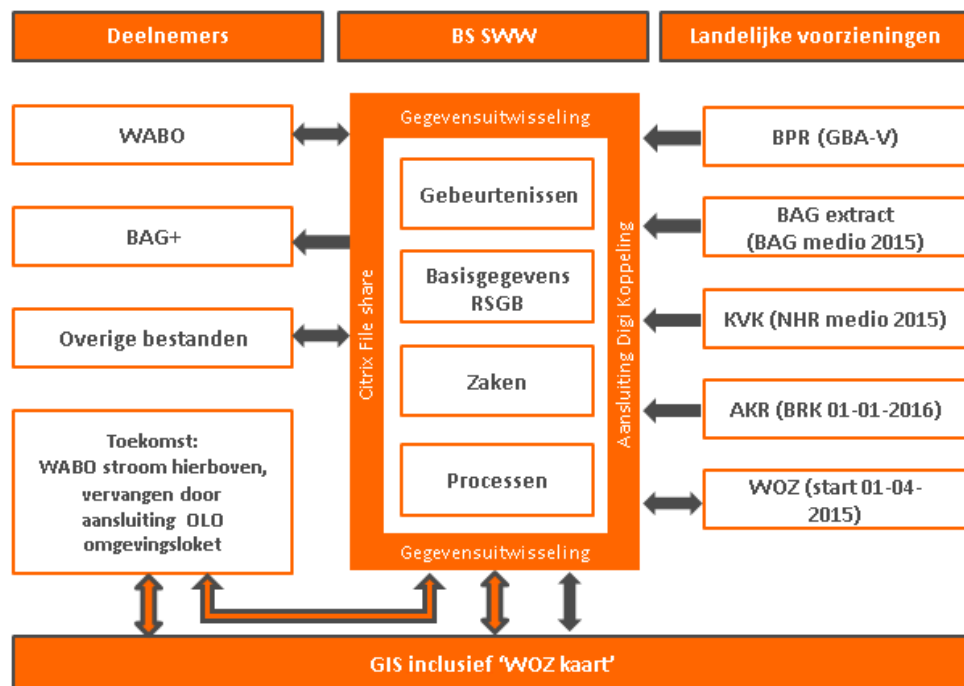 Deelnemers
BS SWW
Landelijke voorzieningen
WABO
BAG+
Overige bestanden
Toekomst:
WABO stroom hierboven,
vervangen door
aansluiting OLO
omgevingsloket
Gegevensuitwisseling
Citrix File share
Gebeurtenissen
Basisgegevens
RSGB
Zaken
Processen
Aansluiting Digi Koppeling
Gegevensuitwisseling
BPR (GBA-V)
BAG extract
(BAG medio 2015)
KVK (NHR medio 2015)
AKR (BRK 01-01-2016)
WOZ (start 01-04-
2015)
GIS inclusief ‘WOZ kaart’